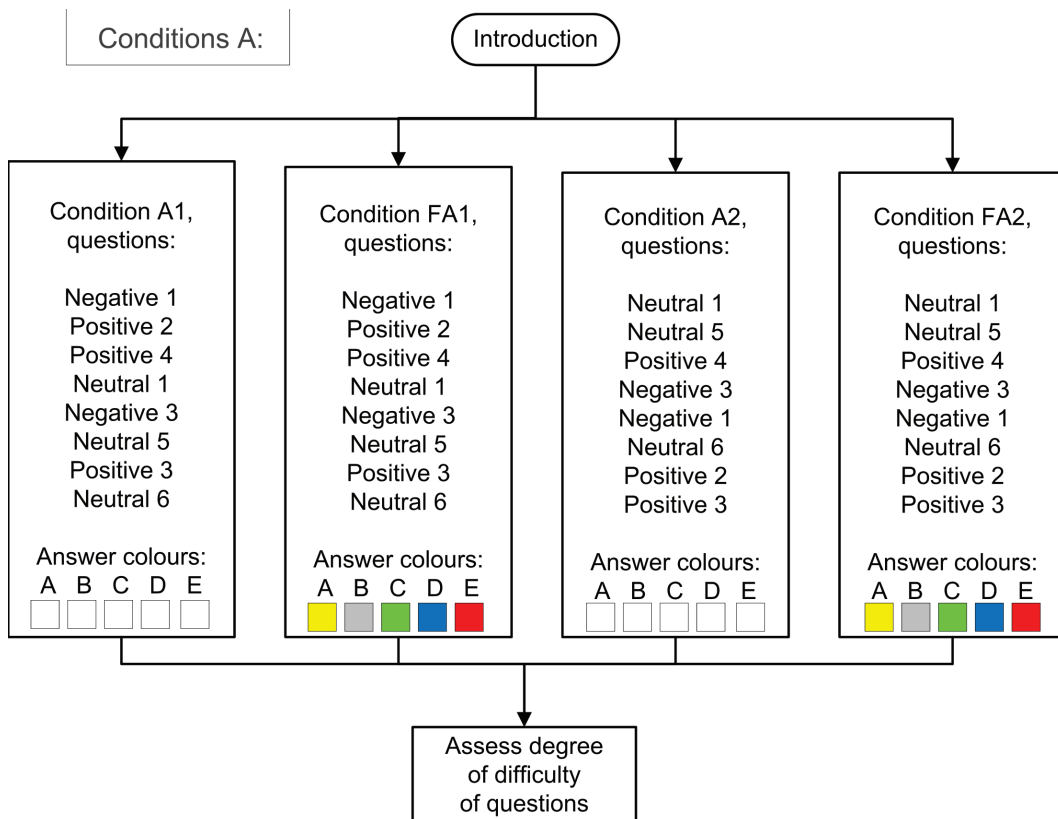 Conditions A:
Introduction
Condition A1,
questions:
Negative 1
Positive 2
Positive 4
Neutral 1
Negative 3
Neutral 5
Positive 3
Neutral 6
Answer colours:
A B C D E
Condition FA1,
questions:
Negative 1
Positive 2
Positive 4
Neutral 1
Negative 3
Neutral 5
Positive 3
Neutral 6
Answer colours:
A B C D E
Condition A2,
questions:
Neutral 1
Neutral 5
Positive 4
Negative 3
Negative 1
Neutral 6
Positive 2
Positive 3
Answer colours:
A B C D E
Condition FA2,
questions:
Neutral 1
Neutral 5
Positive 4
Negative 3
Negative 1
Neutral 6
Positive 2
Positive 3
Answer colours:
A B C D E
Assess degree
of difficulty
of questions